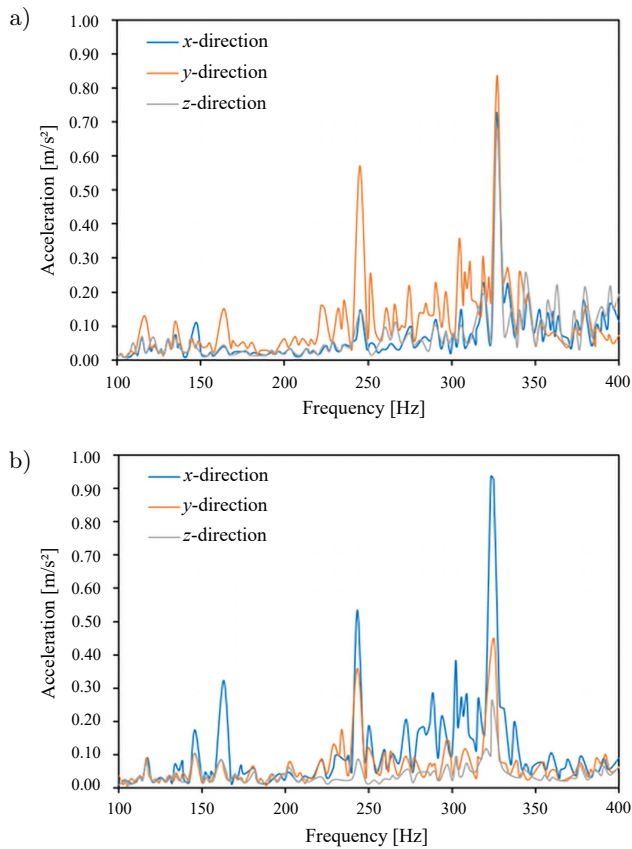 a)
1.00
0.90
0.80
0.70
0.60
0.50
0.40
0.30
0.20
0.10
0.00
Acceleration [m/s²]
x-direction
y-direction
z-direction
100 150 200 250 300 350 400
Frequency [Hz]
b)
1.00
0.90
0.80
0.70
0.60
0.50
0.40
0.30
0.20
0.10
0.00
Acceleration [m/s²]
x-direction
y-direction
z-direction
100 150 200 250 300 350 400
Frequency [Hz]